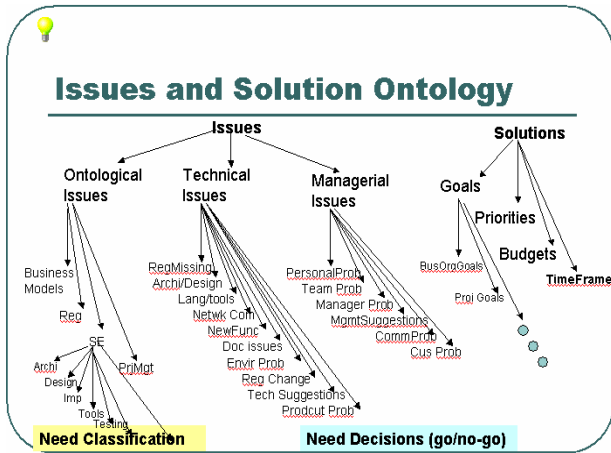 Issues and Solution Ontology
Issues
Solutions
Ontological
Issues
Technical
Issues
Managerial
Issues
Goals
Priorities
Budgets
TimeFrame
Business
Models
Req
SE
PrjMgt
Archi
Design
Imp
Tools
Testing
ReqMissing
Archi/Design
Lang/tools
Netwk Com
NewFunc
Doc issues
Envir Prob
Req Change
Tech Suggestions
Prodcut Prob
PersonalProb
Team Prob
Manager Prob
MgmtSuggestions
CommProb
Cus Prob
BusOrgGoals
Proj Goals
Need Classification
Need Decisions (go/no-go)